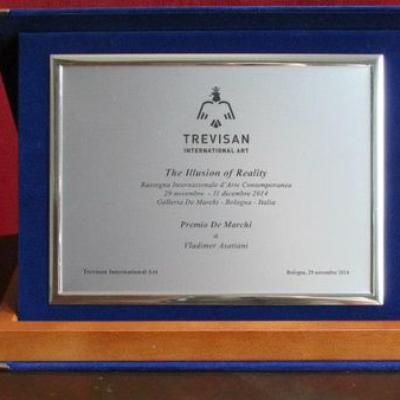 TREVISAN
INTERNATIONAL ART
The Illusion of Reality
Rassegna Internazionale d'Arte Contemporanea
29 novembre - 11 dicembre 2014
Galleria De Marchi - Bologna - Italia
Premio De Marchi
a
Vladimer Asatiani
Trevisan International Art
Bologna, 29 novembre 2014